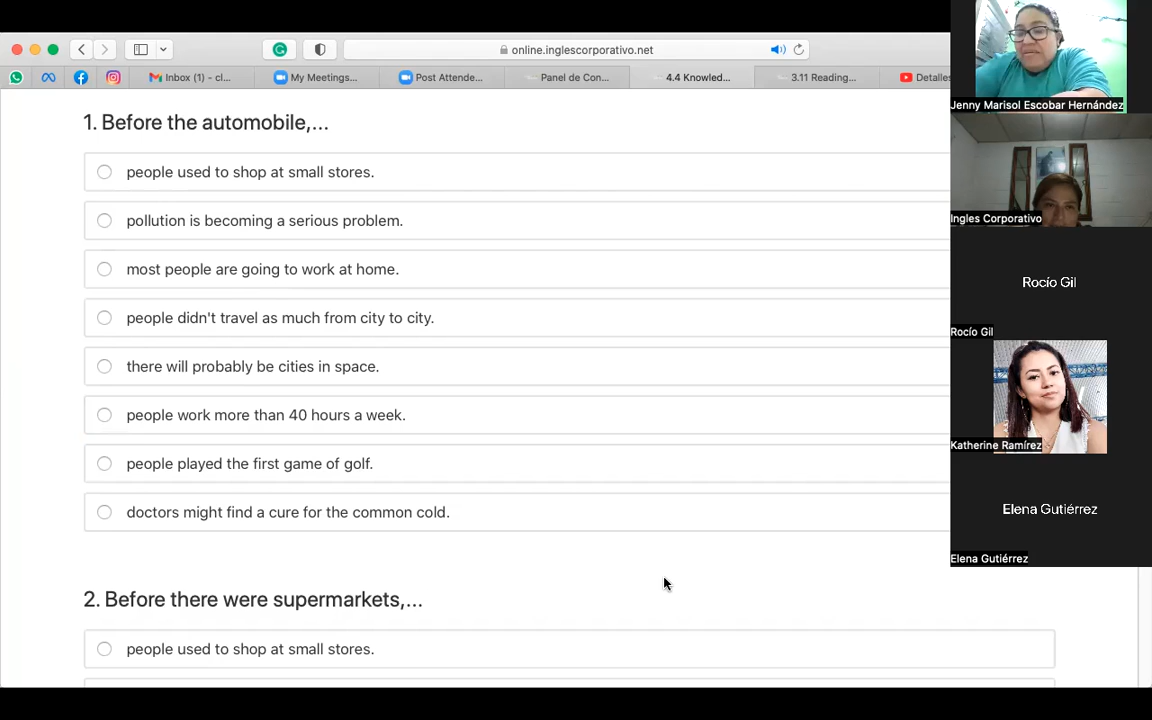 online.inglescorporativo.net
Inbox (1) - cl...
My Meetings...
Post Attende...
Panel de Con...
4.4 Knowled...
3.11 Reading...
Detalles
1. Before the automobile,...
people used to shop at small stores.
pollution is becoming a serious problem.
most people are going to work at home.
people didn't travel as much from city to city.
there will probably be cities in space.
people work more than 40 hours a week.
people played the first game of golf.
doctors might find a cure for the common cold.
2. Before there were supermarkets,...
people used to shop at small stores.
Jenny Marisol Escobar Hernández
Ingles Corporativo
Rocío Gil
Rocío Gil
Katherine Ramírez
Elena Gutiérrez
Elena Gutiérrez